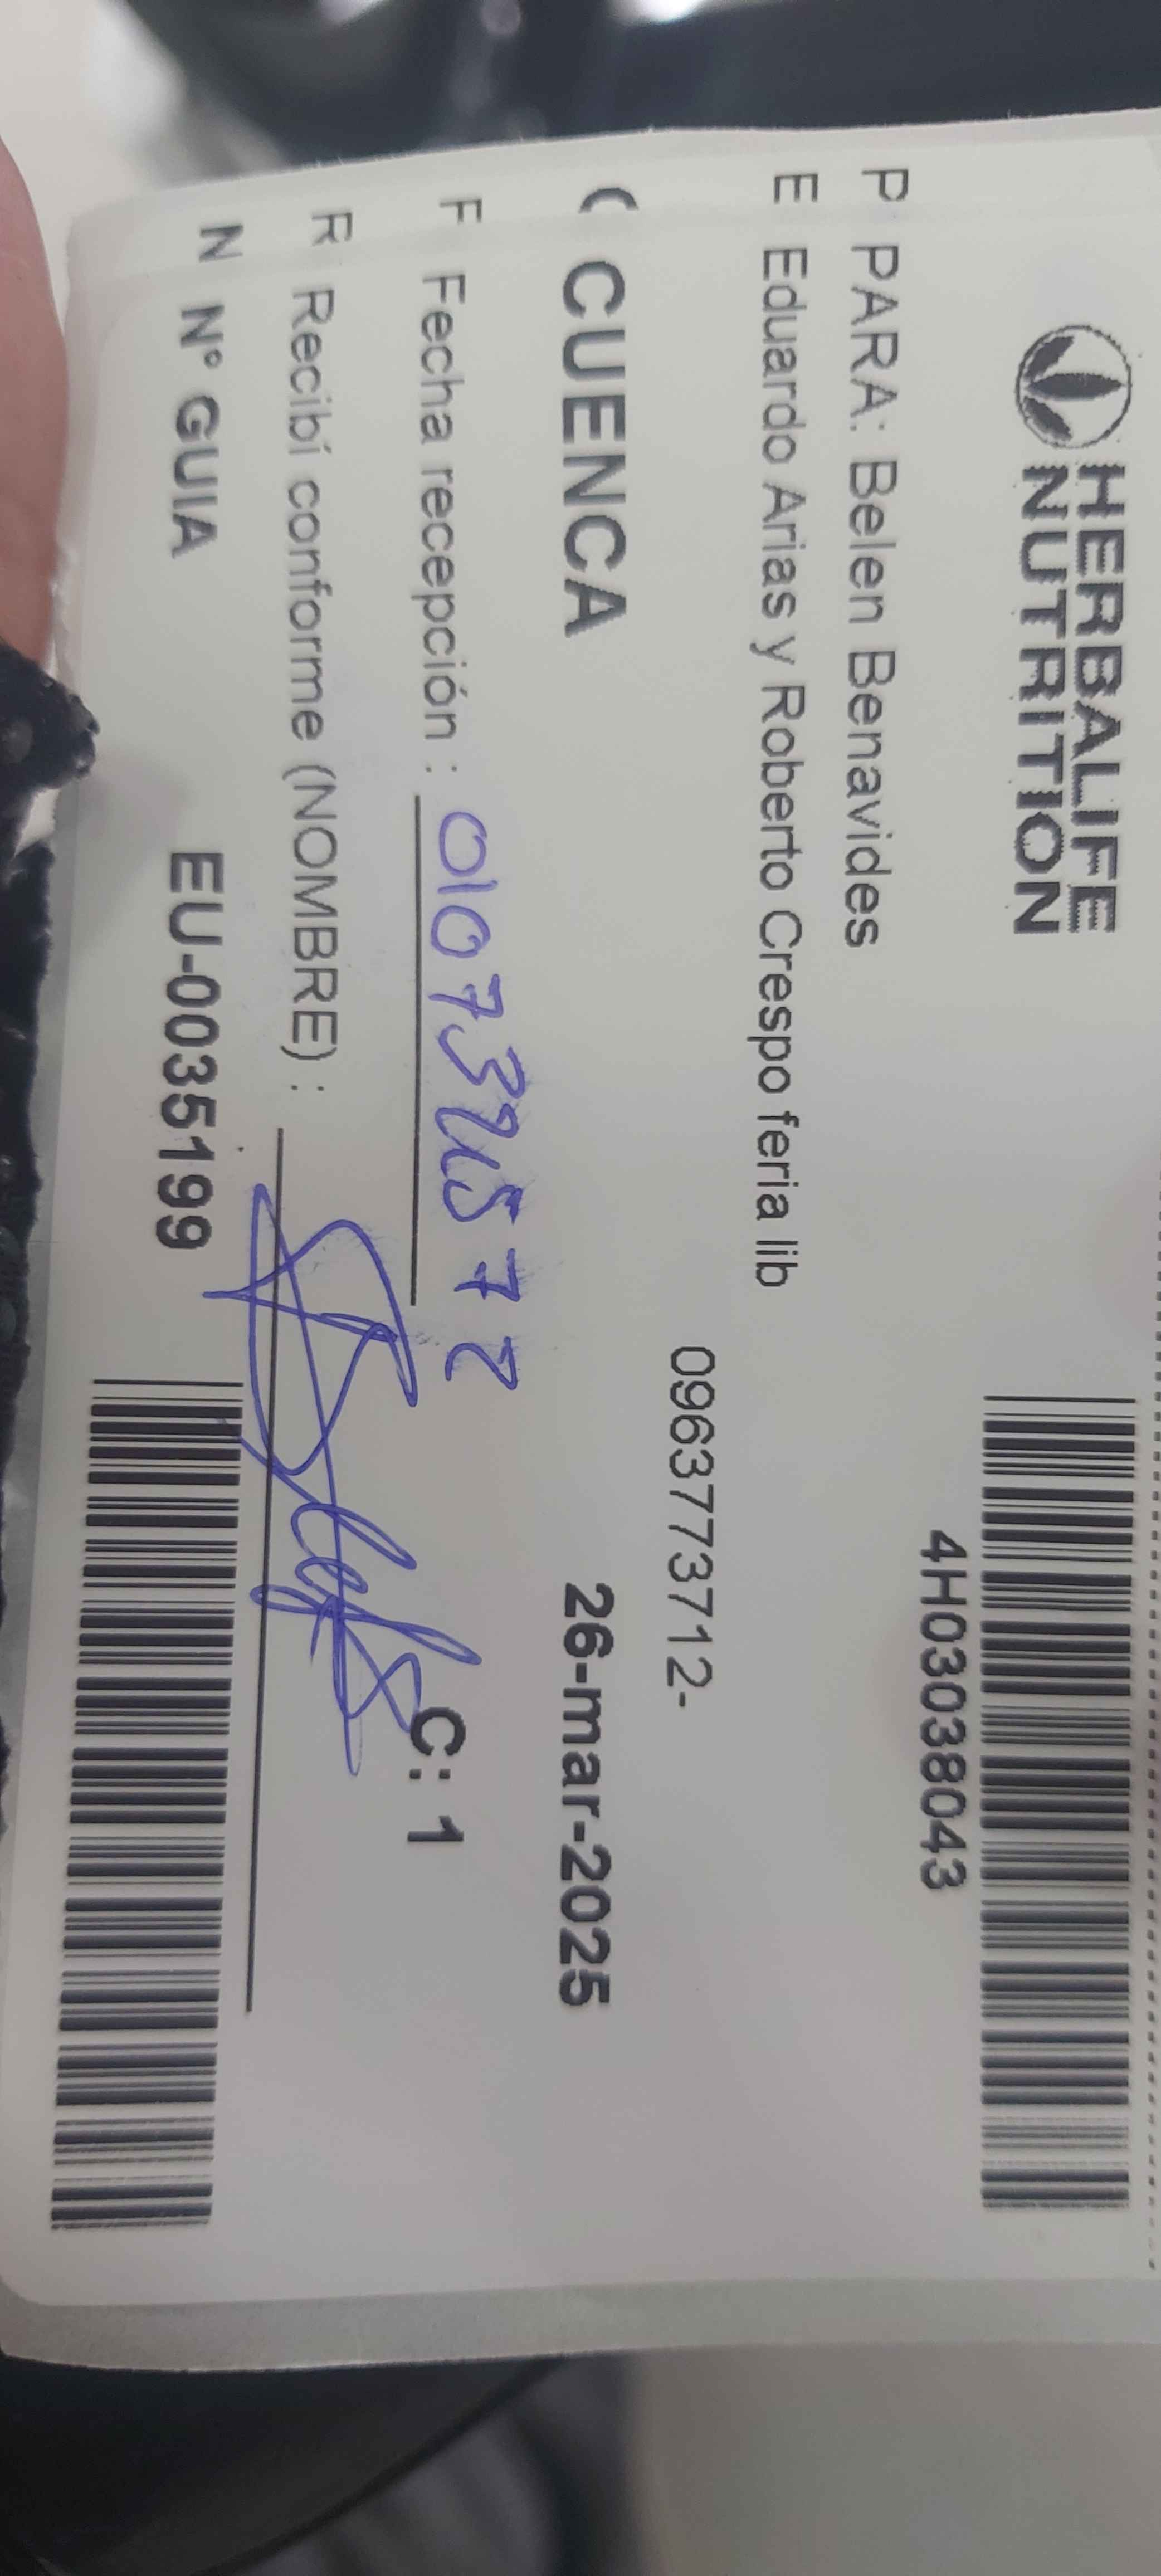 HERBALIFE
NUTRITION
4H03038043
P PARA: Belen Benavides
E Eduardo Arias y Roberto Crespo feria lib
0963773712-
( CUENCA 26-mar-2025
F Fecha recepción :
C: 1
R Recibí conforme (NOMBRE) :
N N° GUIA EU-0035199